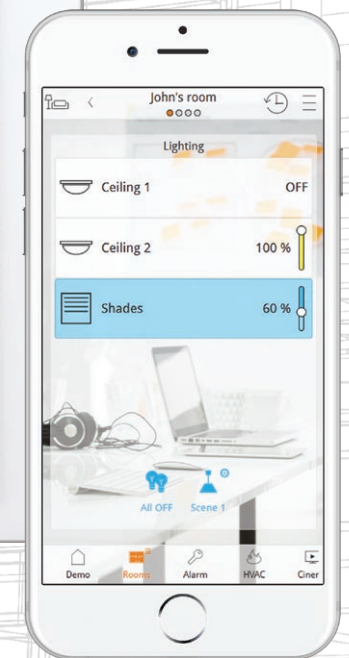 John's room
Lighting
Ceiling 1 OFF
Ceiling 2 100 %
Shades 60 %
All OFF Scene 1
Demo Rooms Alarm HVAC Ciner